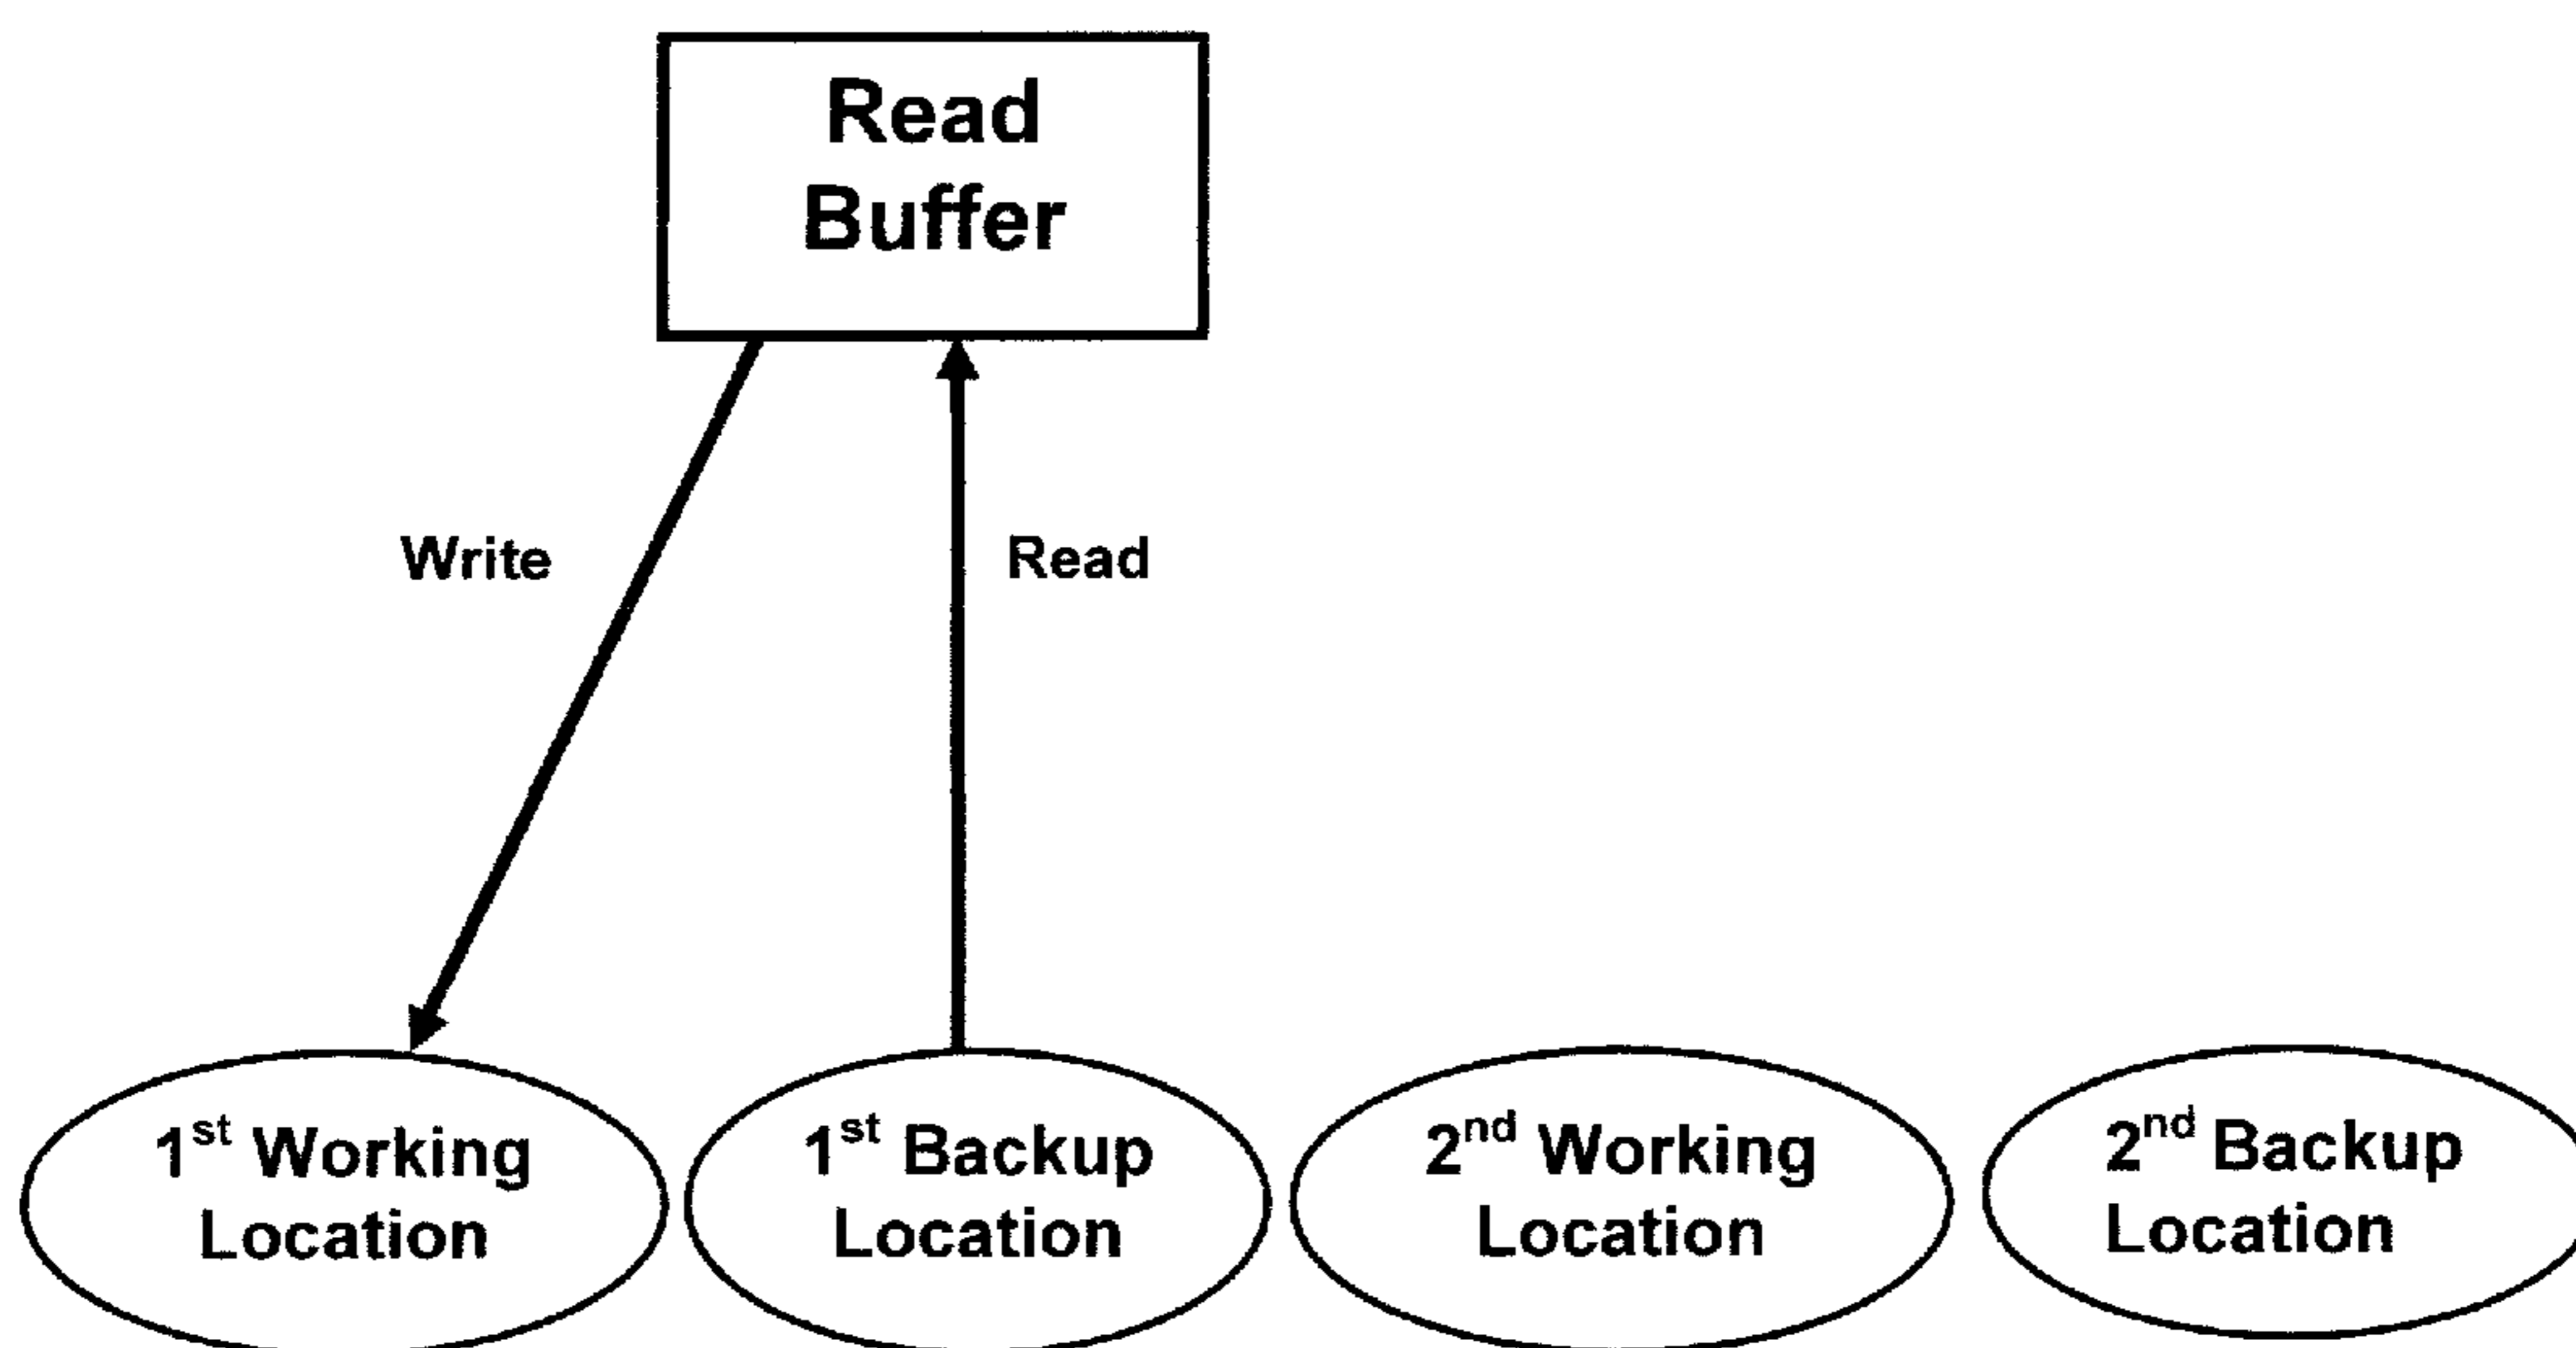 Read
Buffer
Write
Read
1st Working
Location
1st Backup
Location
2nd Working
Location
2nd Backup
Location